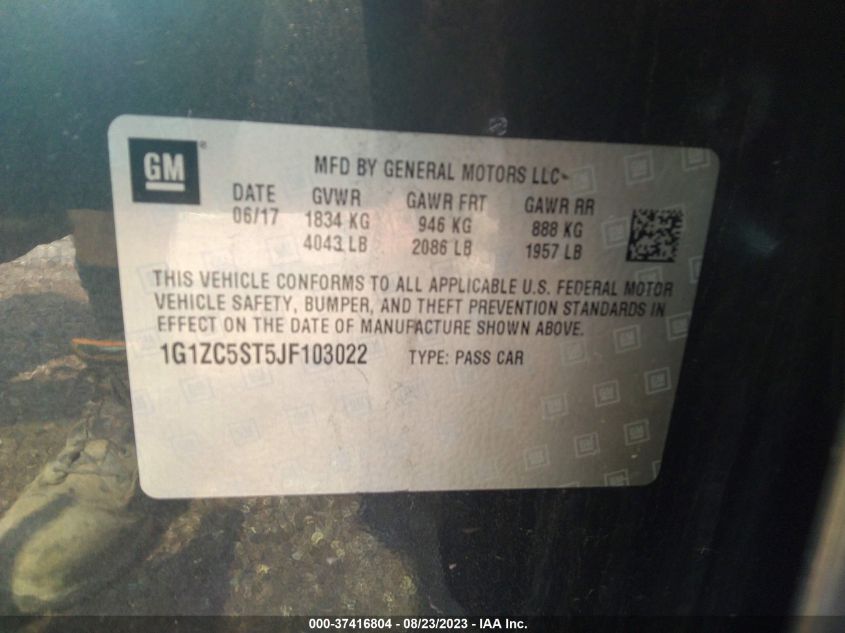 GM ®
MFD BY GENERAL MOTORS LLC
DATE GVWR GAWR FRT GAWR RR
06/17 1834 KG 946 KG 888 KG
4043 LB 2086 LB 1957 LB
THIS VEHICLE CONFORMS TO ALL APPLICABLE U.S. FEDERAL MOTOR
VEHICLE SAFETY, BUMPER, AND THEFT PREVENTION STANDARDS IN
EFFECT ON THE DATE OF MANUFACTURE SHOWN ABOVE.
1G1ZC5ST5JF103022 TYPE: PASS CAR
000-37416804 - 08/23/2023 - IAA Inc.